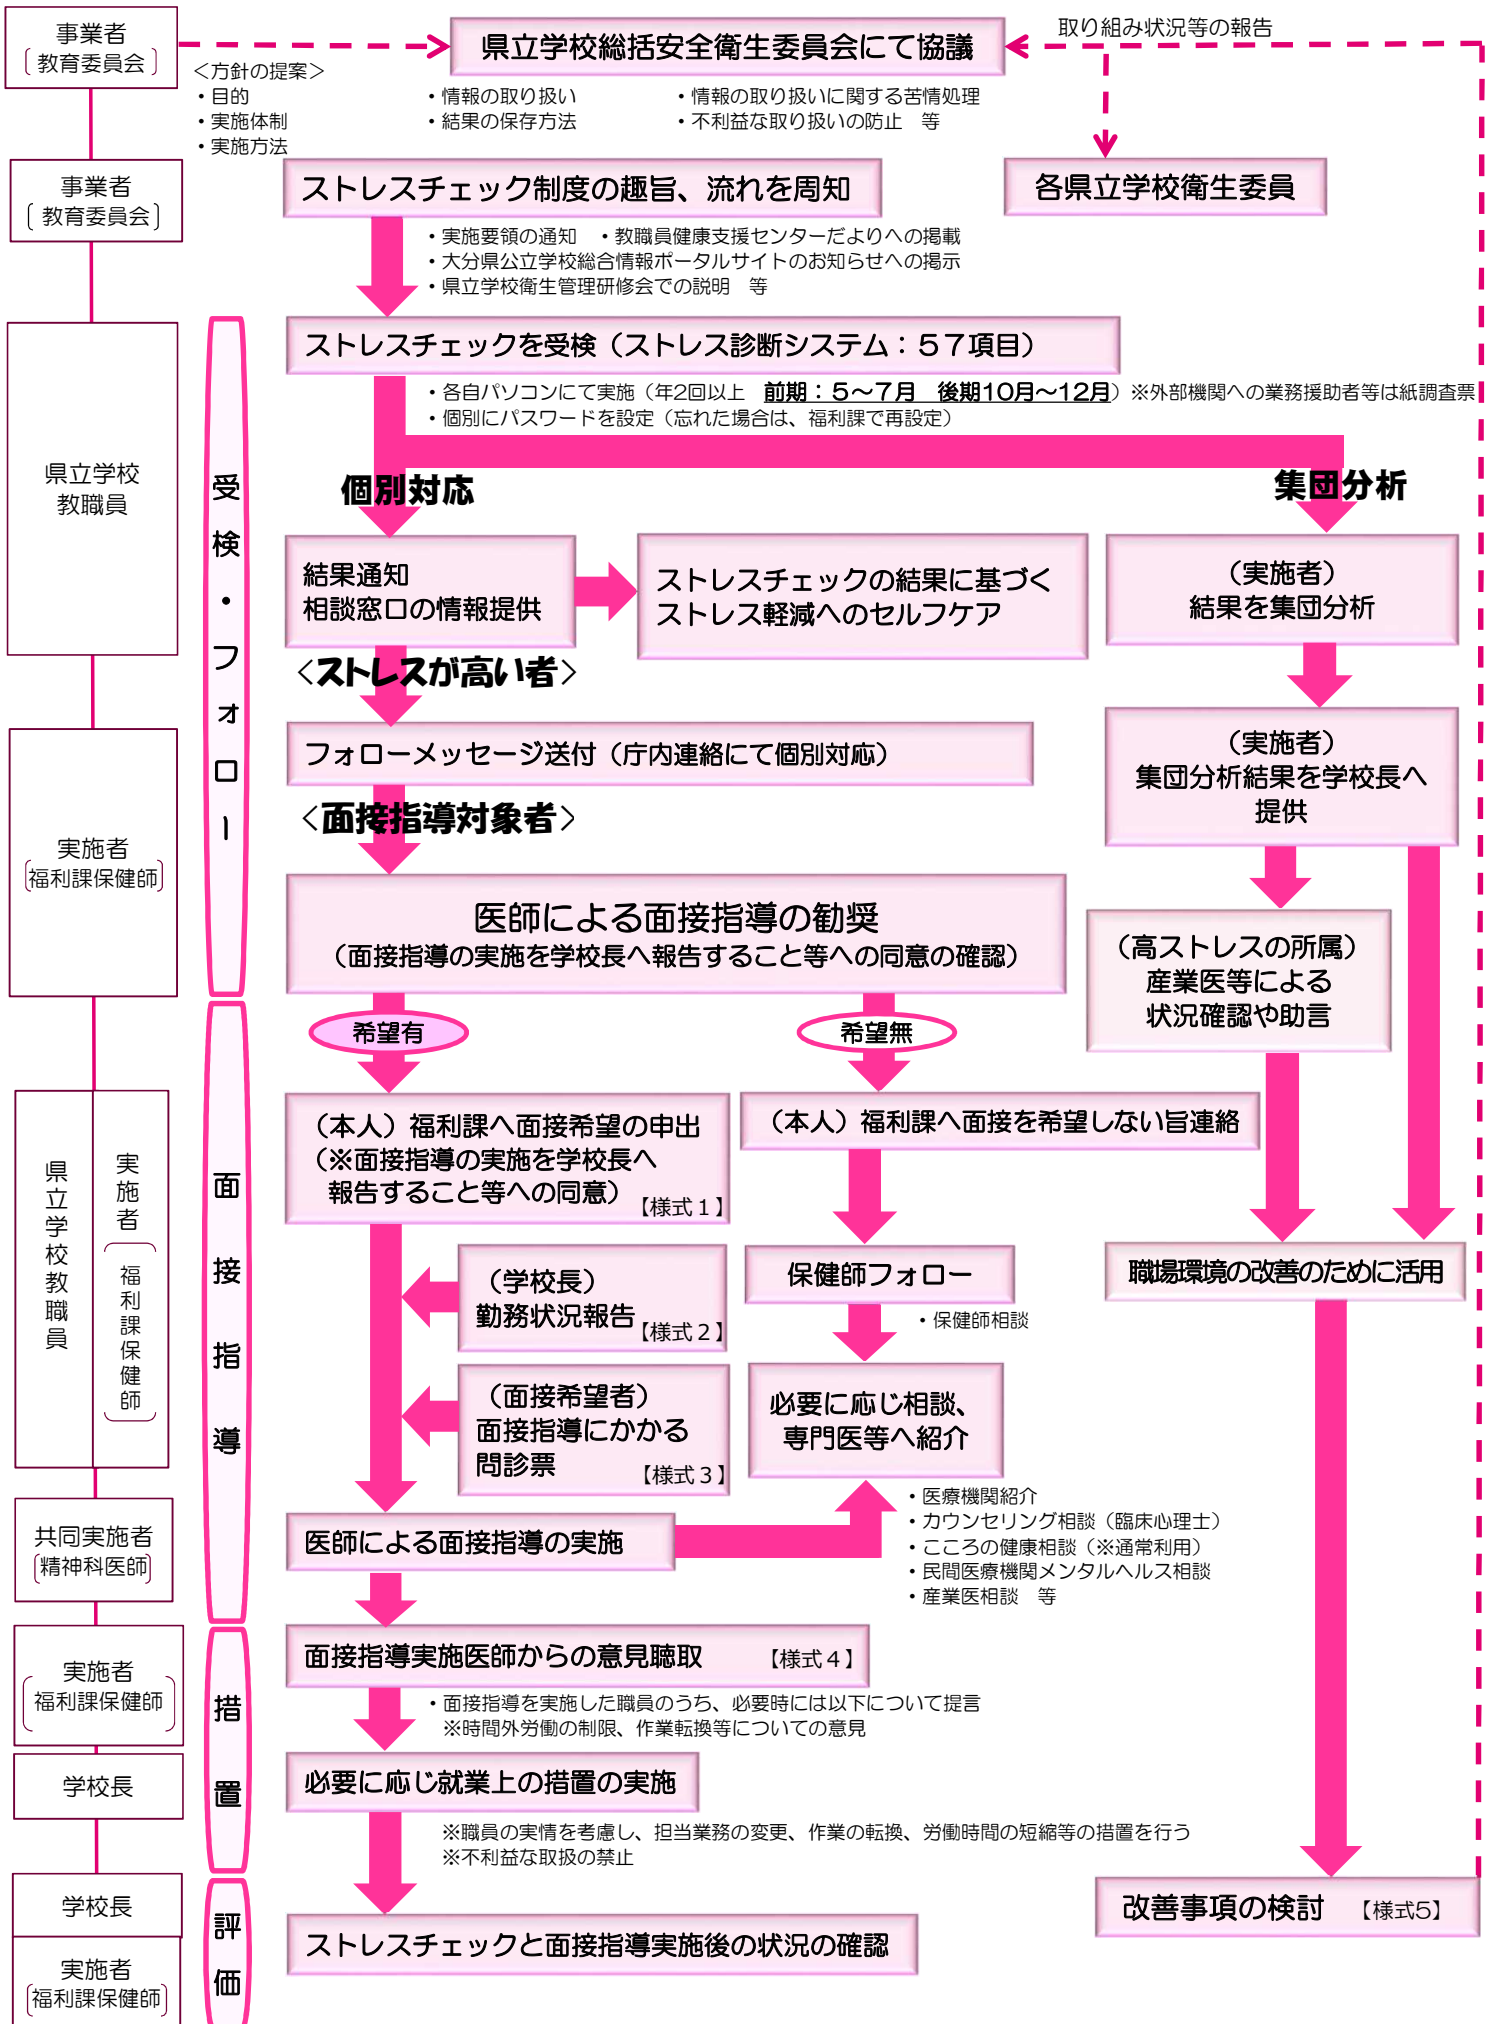 事業者
〔教育委員会〕
県立学校総括安全衛生委員会にて協議
取り組み状況等の報告
＜方針の提案＞
・目的
・実施体制
・実施方法
・情報の取り扱い
・結果の保存方法
・情報の取り扱いに関する苦情処理
・不利益な取り扱いの防止　等
事業者
〔教育委員会〕
ストレスチェック制度の趣旨、流れを周知
各県立学校衛生委員
・実施要領の通知　・教職員健康支援センターだよりへの掲載
・大分県公立学校総合情報ポータルサイトのお知らせへの掲示
・県立学校衛生管理研修会での説明　等
県立学校
教職員
受検・フォロー
ストレスチェックを受検（ストレス診断システム：５７項目）
・各自パソコンにて実施（年2回以上　前期：５～７月　後期10月～12月）※外部機関への業務援助者等は紙調査票
・個別にパスワードを設定（忘れた場合は、福利課で再設定）
個別対応
集団分析
結果通知
相談窓口の情報提供
ストレスチェックの結果に基づく
ストレス軽減へのセルフケア
（実施者）
結果を集団分析
＜ストレスが高い者＞
フォローメッセージ送付（庁内連絡にて個別対応）
（実施者）
集団分析結果を学校長へ
提供
＜面接指導対象者＞
実施者
〔福利課保健師〕
医師による面接指導の勧奨
（面接指導の実施を学校長へ報告すること等への同意の確認）
（高ストレスの所属）
産業医等による
状況確認や助言
面接指導
希望有
希望無
県立学校教職員
実施者
〔福利課保健師〕
（本人）福利課へ面接希望の申出
（※面接指導の実施を学校長へ
報告すること等への同意）【様式１】
（本人）福利課へ面接を希望しない旨連絡
（学校長）
勤務状況報告【様式２】
保健師フォロー
・保健師相談
職場環境の改善のために活用
（面接希望者）
面接指導にかかる
問診票【様式３】
必要に応じ相談、
専門医等へ紹介
・医療機関紹介
・カウンセリング相談（臨床心理士）
・こころの健康相談（※通常利用）
・民間医療機関メンタルヘルス相談
・産業医相談　等
共同実施者
〔精神科医師〕
医師による面接指導の実施
措置
実施者
〔福利課保健師〕
面接指導実施医師からの意見聴取　【様式４】
・面接指導を実施した職員のうち、必要時には以下について提言
※時間外労働の制限、作業転換等についての意見
学校長
必要に応じ就業上の措置の実施
※職員の実情を考慮し、担当業務の変更、作業の転換、労働時間の短縮等の措置を行う
※不利益な取扱の禁止
評価
学校長
実施者
〔福利課保健師〕
ストレスチェックと面接指導実施後の状況の確認
改善事項の検討　【様式5】